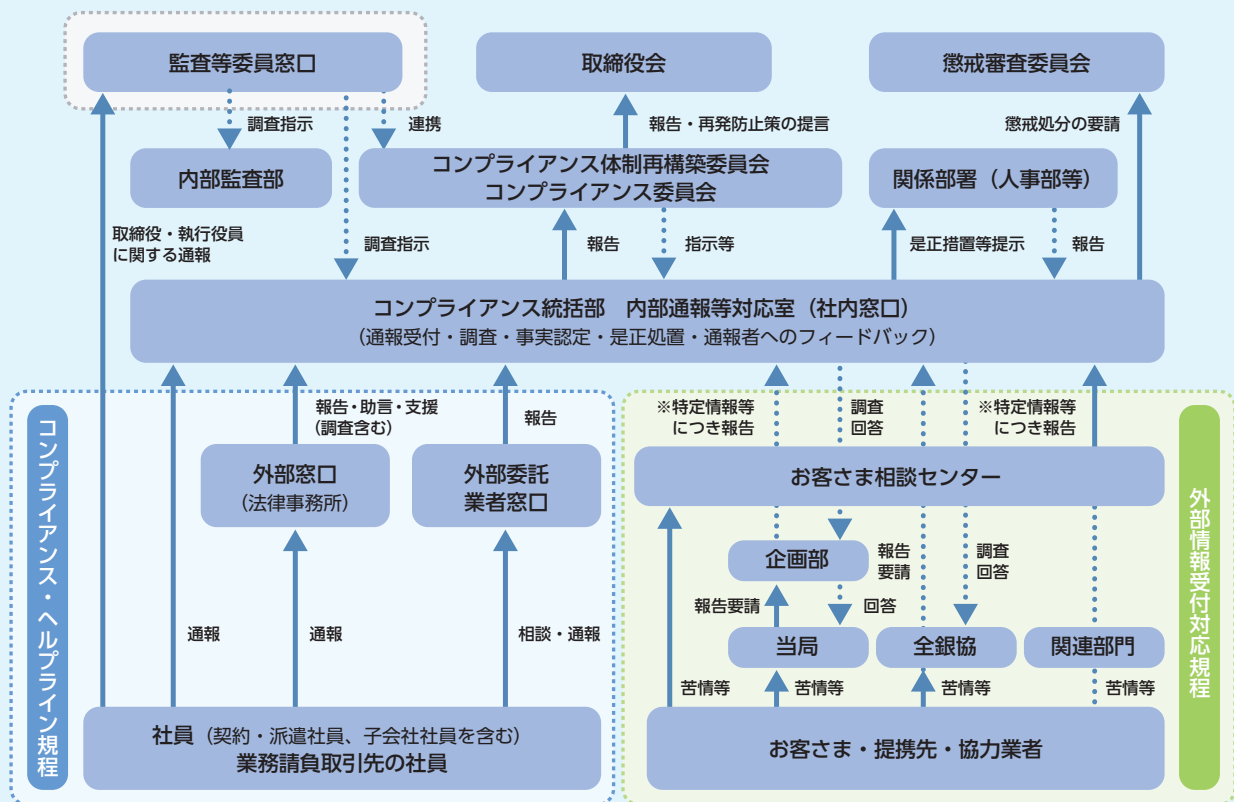 監査等委員窓口
取締役会
懲戒審査委員会
調査指示
連携
報告・再発防止策の提言
懲戒処分の要請
内部監査部
コンプライアンス体制再構築委員会
コンプライアンス委員会
関係部署（人事部等）
取締役・執行役員
に関する通報
調査指示
報告
指示等
是正措置等提示
報告
コンプライアンス統括部　内部通報等対応室（社内窓口）
（通報受付・調査・事実認定・是正処置・通報者へのフィードバック）
コンプライアンス・ヘルプライン規程
報告・助言・支援
（調査含む）
報告
外部窓口
（法律事務所）
外部委託
業者窓口
通報
通報
相談・通報
社員（契約・派遣社員、子会社社員を含む）
業務請負取引先の社員
※特定情報等
につき報告
調査
回答
※特定情報等
につき報告
お客さま相談センター
企画部
報告
要請
調査
回答
報告要請
回答
当局
全銀協
関連部門
苦情等
苦情等
苦情等
苦情等
お客さま・提携先・協力業者
外部情報受付対応規程